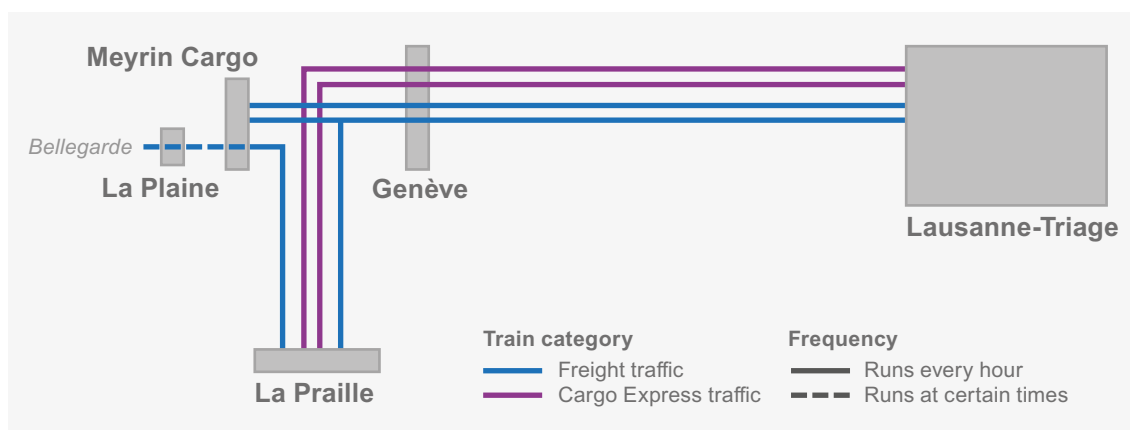 Meyrin Cargo
Bellegarde
La Plaine
Genève
Lausanne-Triage
La Praille
Train category
Freight traffic
Cargo Express traffic
Frequency
Runs every hour
Runs at certain times